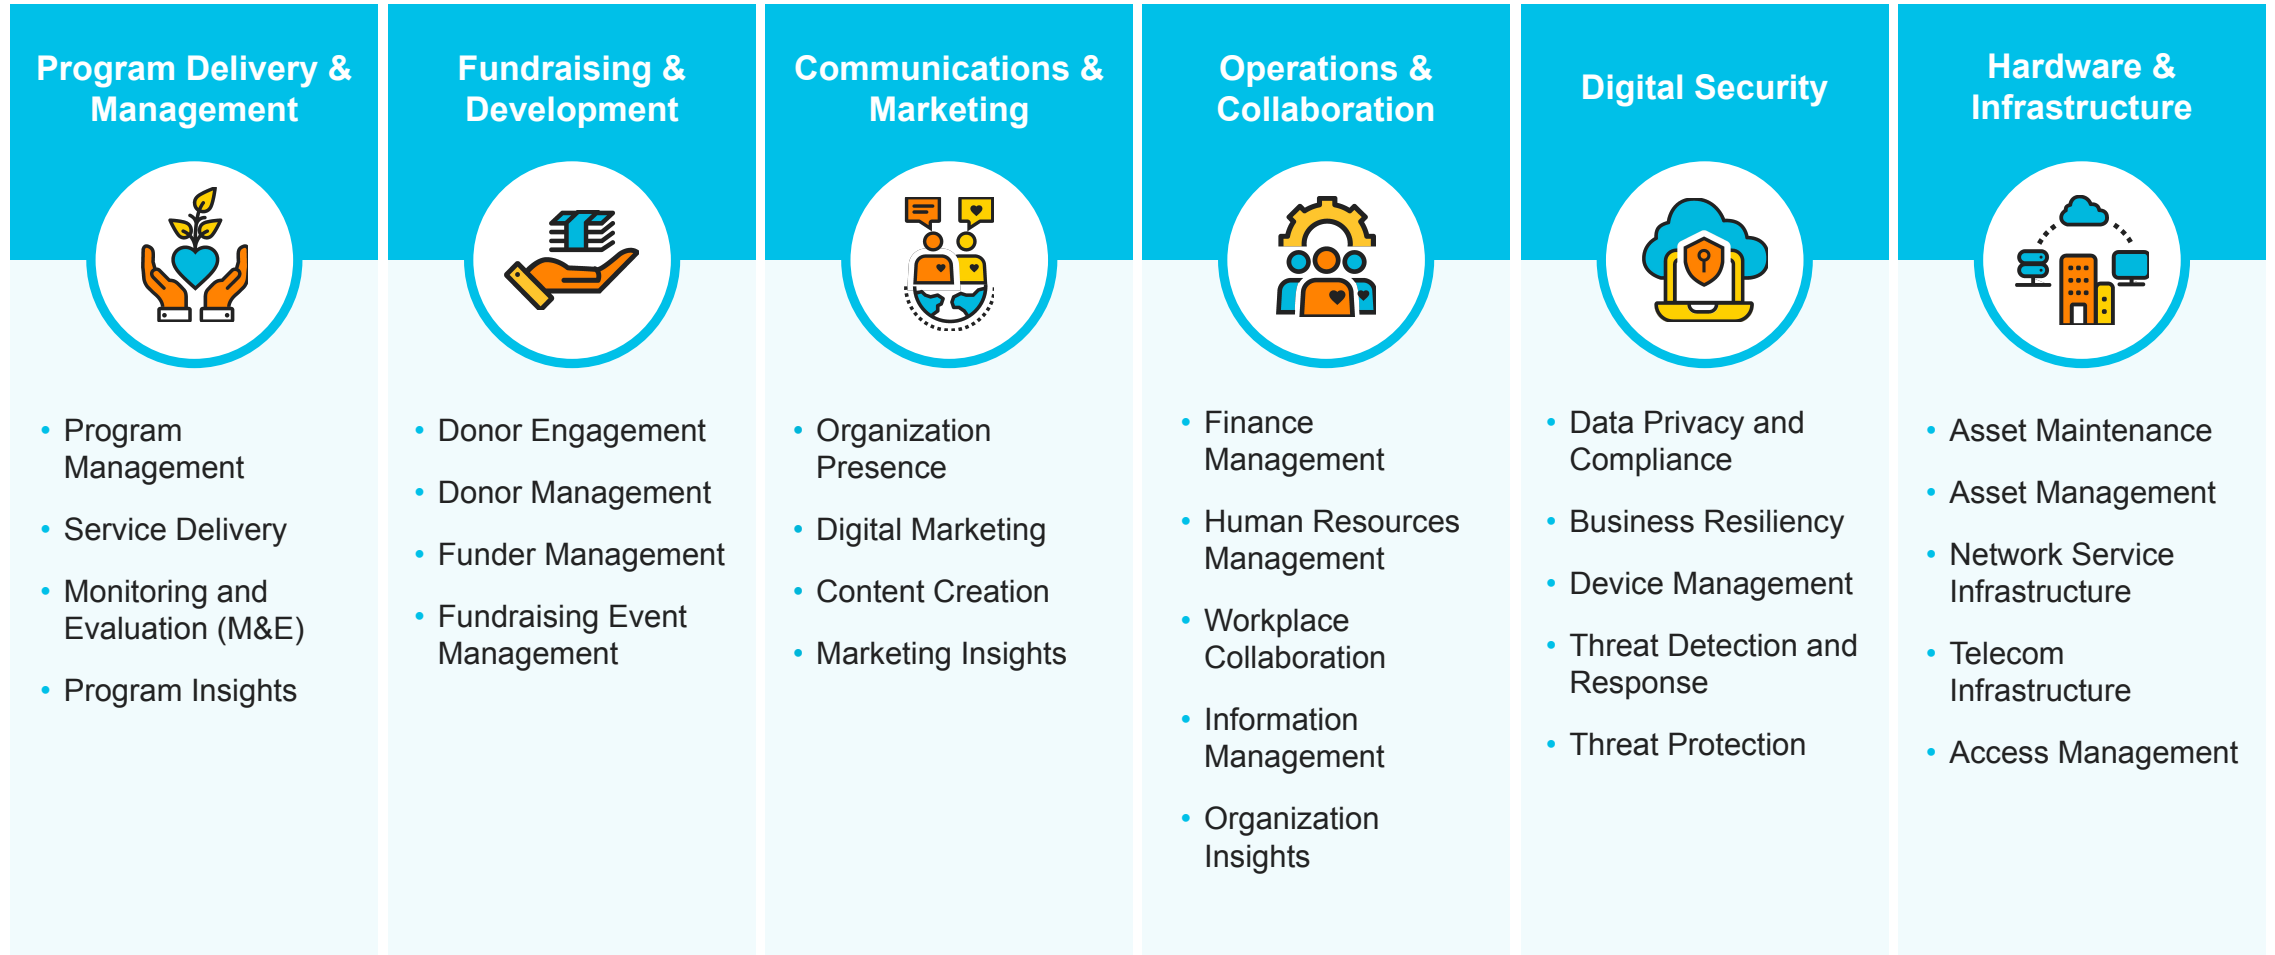 Program Delivery &
Management
• Program
Management
• Service Delivery
• Monitoring and
Evaluation (M&E)
• Program Insights
Fundraising &
Development
• Donor Engagement
• Donor Management
• Funder Management
• Fundraising Event
Management
Communications &
Marketing
• Organization
Presence
• Digital Marketing
• Content Creation
• Marketing Insights
Operations &
Collaboration
• Finance
Management
• Human Resources
Management
• Workplace
Collaboration
• Information
Management
• Organization
Insights
Digital Security
• Data Privacy and
Compliance
• Business Resiliency
• Device Management
• Threat Detection and
Response
• Threat Protection
Hardware &
Infrastructure
• Asset Maintenance
• Asset Management
• Network Service
Infrastructure
• Telecom
Infrastructure
• Access Management